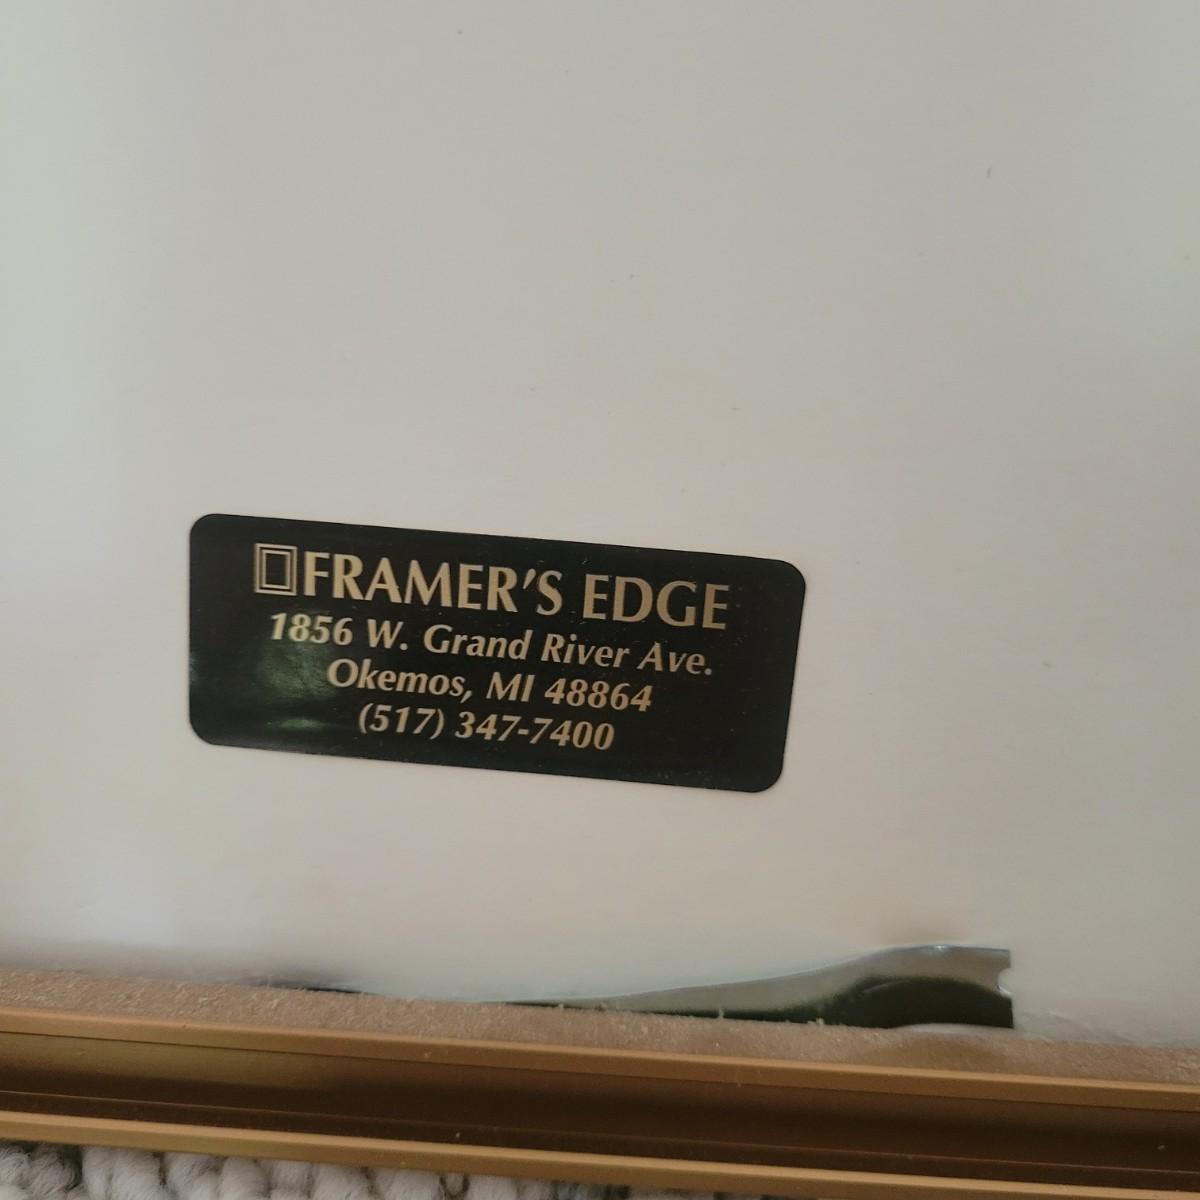 FRAMER'S EDGE
1856 W. Grand River Ave.
Okemos, MI 48864
(517) 347-7400